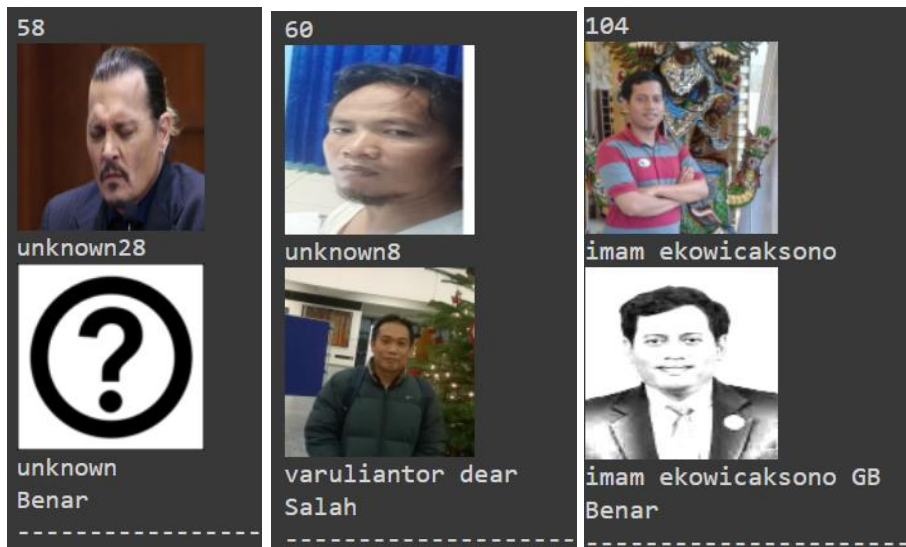 58
unknown28
?
unknown
Benar
------------------
60
unknown8
varuliantor dear
Salah
---------------------
104
imam ekowicaksono
imam ekowicaksono GB
Benar
-----------------------